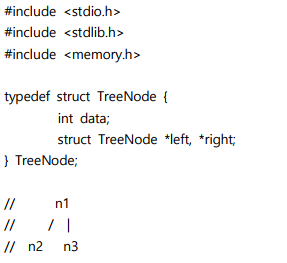 #include <stdio.h>
#include <stdlib.h>
#include <memory.h>

typedef struct TreeNode {
        int data;
        struct TreeNode *left, *right;
} TreeNode;

//          n1
//        /   |
//   n2     n3